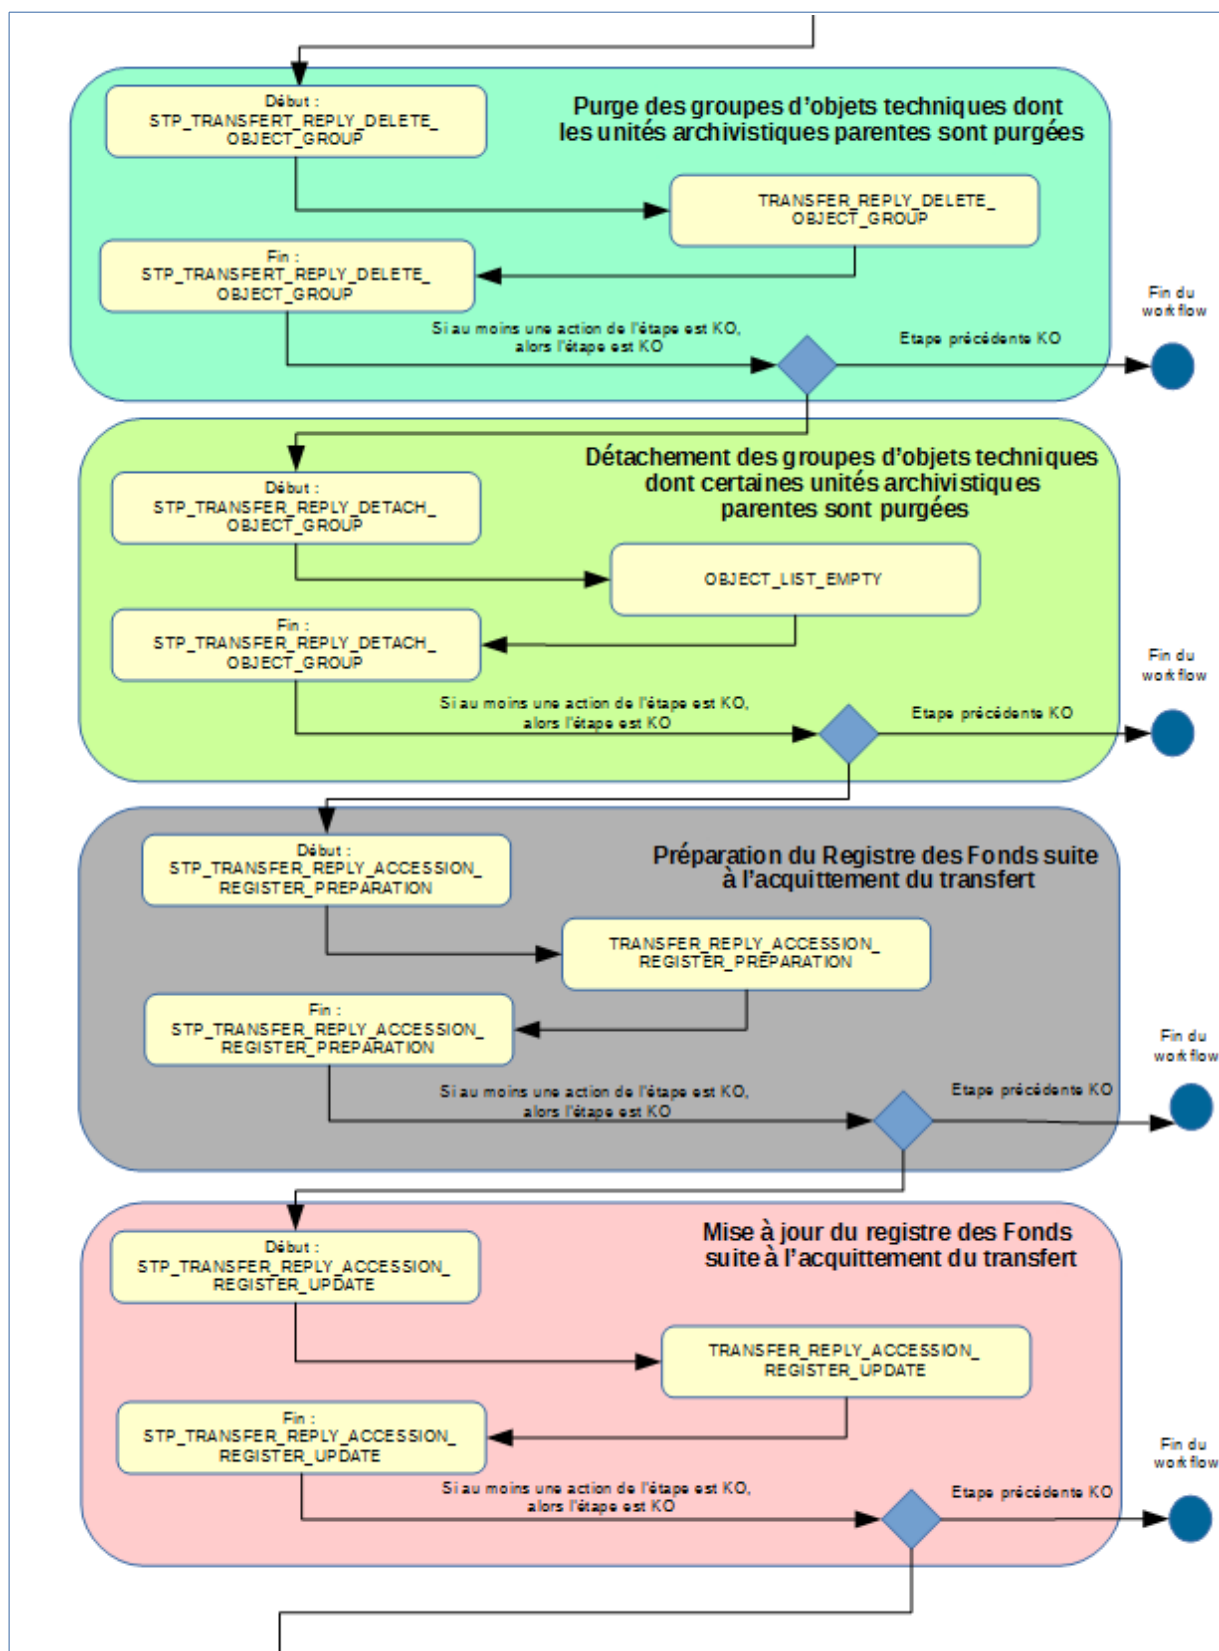 Début :
STP_TRANSFERT_REPLY_DELETE_
OBJECT_GROUP
Purge des groupes d’objets techniques dont
les unités archivistiques parentes sont purgées
TRANSFER_REPLY_DELETE_
OBJECT_GROUP
Fin :
STP_TRANSFERT_REPLY_DELETE_
OBJECT_GROUP
Si au moins une action de l'étape est KO,
alors l'étape est KO
Etape précédente KO
Fin du
workflow
Détachement des groupes d’objets techniques
dont certaines unités archivistiques
parentes sont purgées
Début :
STP_TRANSFER_REPLY_DETACH_
OBJECT_GROUP
OBJECT_LIST_EMPTY
Fin :
STP_TRANSFER_REPLY_DETACH_
OBJECT_GROUP
Si au moins une action de l'étape est KO,
alors l'étape est KO
Etape précédente KO
Fin du
workflow
Début :
STP_TRANSFER_REPLY_ACCESSION_
REGISTER_PREPARATION
Préparation du Registre des Fonds suite
à l’acquittement du transfert
TRANSFER_REPLY_ACCESSION_
REGISTER_PREPARATION
Fin :
STP_TRANSFER_REPLY_ACCESSION_
REGISTER_PREPARATION
Si au moins une action de l'étape est KO,
alors l'étape est KO
Etape précédente KO
Fin du
workflow
Mise à jour du registre des Fonds
suite à l’acquittement du transfert
Début :
STP_TRANSFER_REPLY_ACCESSION_
REGISTER_UPDATE
TRANSFER_REPLY_ACCESSION_
REGISTER_UPDATE
Fin :
STP_TRANSFER_REPLY_ACCESSION_
REGISTER_UPDATE
Si au moins une action de l'étape est KO,
alors l'étape est KO
Etape précédente KO
Fin du
workflow